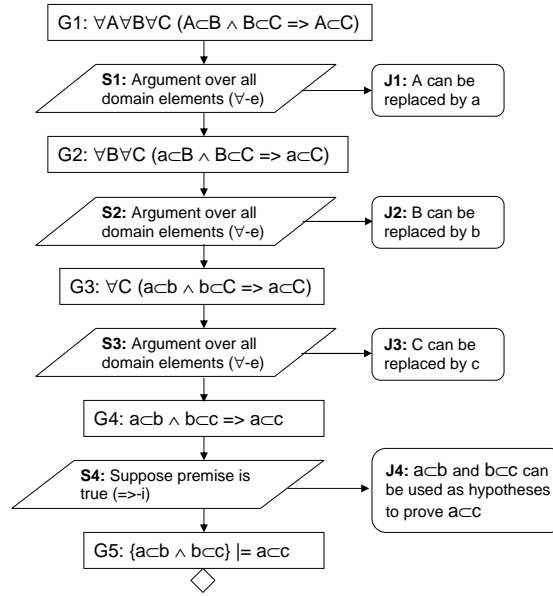 G1: ∀A∀B∀C (A⊂B ∧ B⊂C => A⊂C)
S1: Argument over all
domain elements (∀-e)
J1: A can be
replaced by a
G2: ∀B∀C (a⊂B ∧ B⊂C => a⊂C)
S2: Argument over all
domain elements (∀-e)
J2: B can be
replaced by b
G3: ∀C (a⊂b ∧ b⊂C => a⊂C)
S3: Argument over all
domain elements (∀-e)
J3: C can be
replaced by c
G4: a⊂b ∧ b⊂c => a⊂c
S4: Suppose premise is
true (=>-i)
J4: a⊂b and b⊂c can
be used as hypotheses
to prove a⊂c
G5: {a⊂b ∧ b⊂c} |= a⊂c